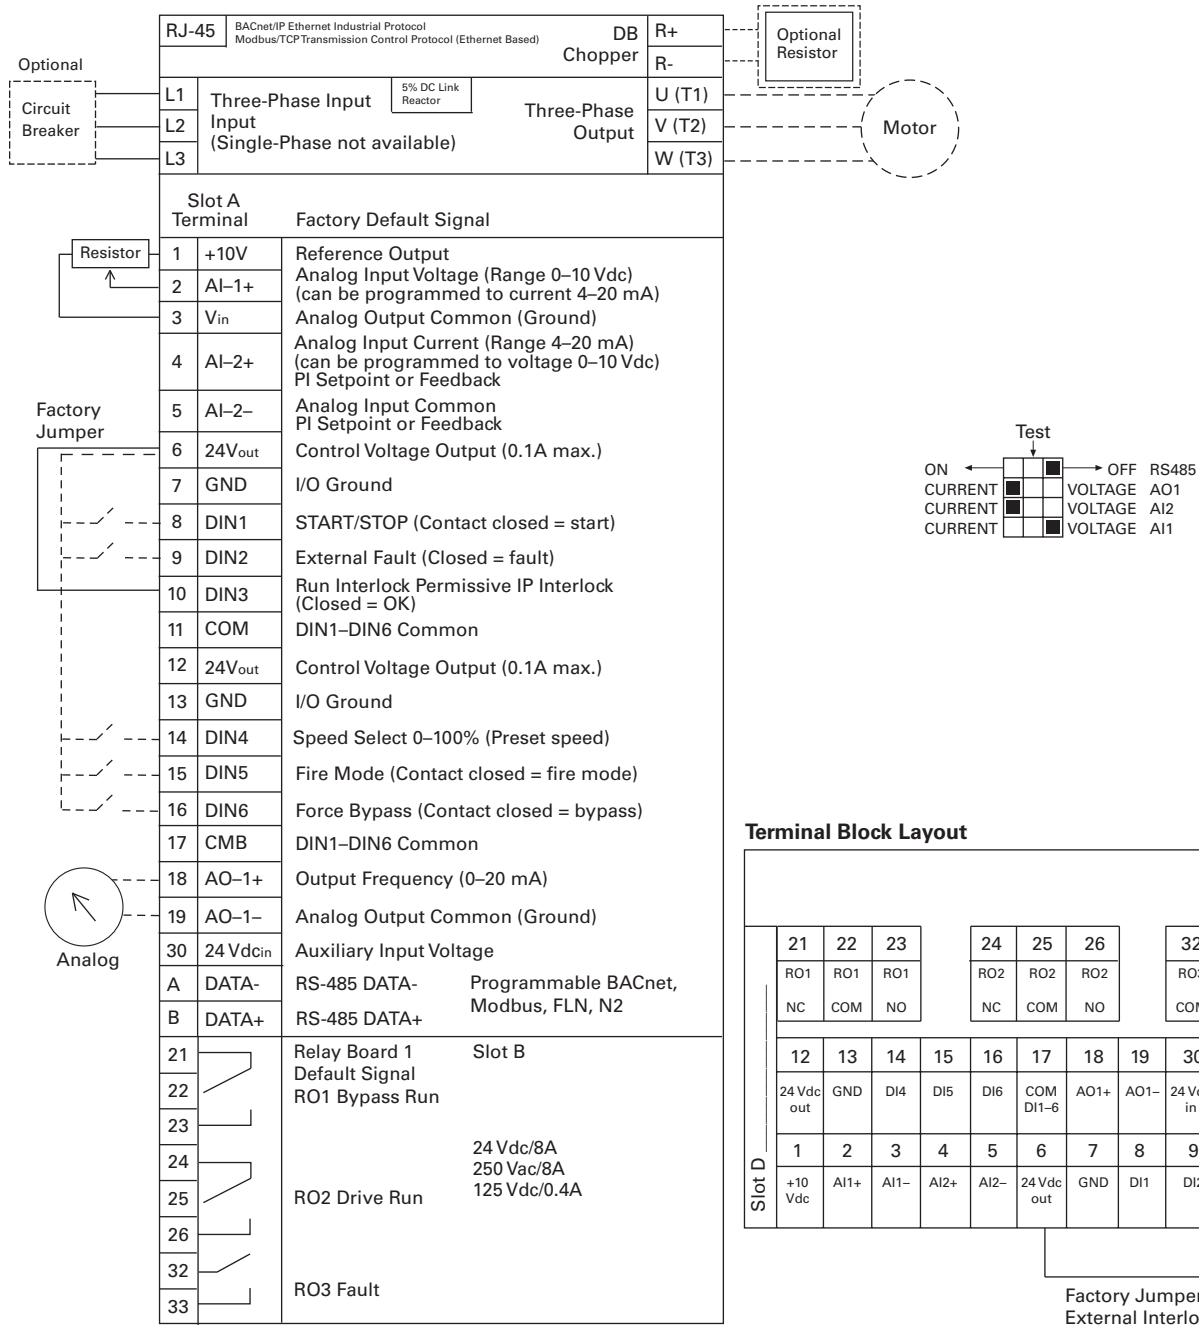 RJ-45
BACnet/IP Ethernet Industrial Protocol
Modbus/TCP Transmission Control Protocol (Ethernet Based)
DB
Chopper
R+
R-
Optional
Resistor
Optional
Circuit
Breaker
L1
L2
L3
Three-Phase Input
Input
(Single-Phase not available)
5% DC Link
Reactor
Three-Phase
Output
U (T1)
V (T2)
W (T3)
Motor
Slot A
Terminal
Factory Default Signal
Resistor
1 +10V Reference Output
2 AI–1+ Analog Input Voltage (Range 0–10 Vdc)
(can be programmed to current 4–20 mA)
3 Vin Analog Output Common (Ground)
4 AI–2+ Analog Input Current (Range 4–20 mA)
(can be programmed to voltage 0–10 Vdc)
PI Setpoint or Feedback
5 AI–2– Analog Input Common
PI Setpoint or Feedback
Factory
Jumper
6 24Vout Control Voltage Output (0.1A max.)
7 GND I/O Ground
8 DIN1 START/STOP (Contact closed = start)
9 DIN2 External Fault (Closed = fault)
10 DIN3 Run Interlock Permissive IP Interlock
(Closed = OK)
11 COM DIN1–DIN6 Common
12 24Vout Control Voltage Output (0.1A max.)
13 GND I/O Ground
14 DIN4 Speed Select 0–100% (Preset speed)
15 DIN5 Fire Mode (Contact closed = fire mode)
16 DIN6 Force Bypass (Contact closed = bypass)
17 CMB DIN1–DIN6 Common
18 AO–1+ Output Frequency (0–20 mA)
19 AO–1– Analog Output Common (Ground)
Analog
30 24 Vdcin Auxiliary Input Voltage
A DATA- RS-485 DATA- Programmable BACnet,
B DATA+ RS-485 DATA+ Modbus, FLN, N2
21 Relay Board 1 Slot B
Default Signal
22 RO1 Bypass Run
23
24 24 Vdc/8A
250 Vac/8A
25 RO2 Drive Run 125 Vdc/0.4A
26
32
RO3 Fault
33
Test
ON OFF RS485
CURRENT VOLTAGE AO1
CURRENT VOLTAGE AI2
CURRENT VOLTAGE AI1
Terminal Block Layout
21 22 23 24 25 26 32
RO1 RO1 RO1 RO2 RO2 RO2
NC COM NO NC COM NO
12 13 14 15 16 17 18 19 30
24 Vdc GND DI4 DI5 DI6 COM AO1+ AO1–
out DI1–6 in
1 2 3 4 5 6 7 8 9
+10 AI1+ AI1– AI2+ AI2– 24 Vdc GND DI1
Vdc out
Slot D
Factory Jumper
External